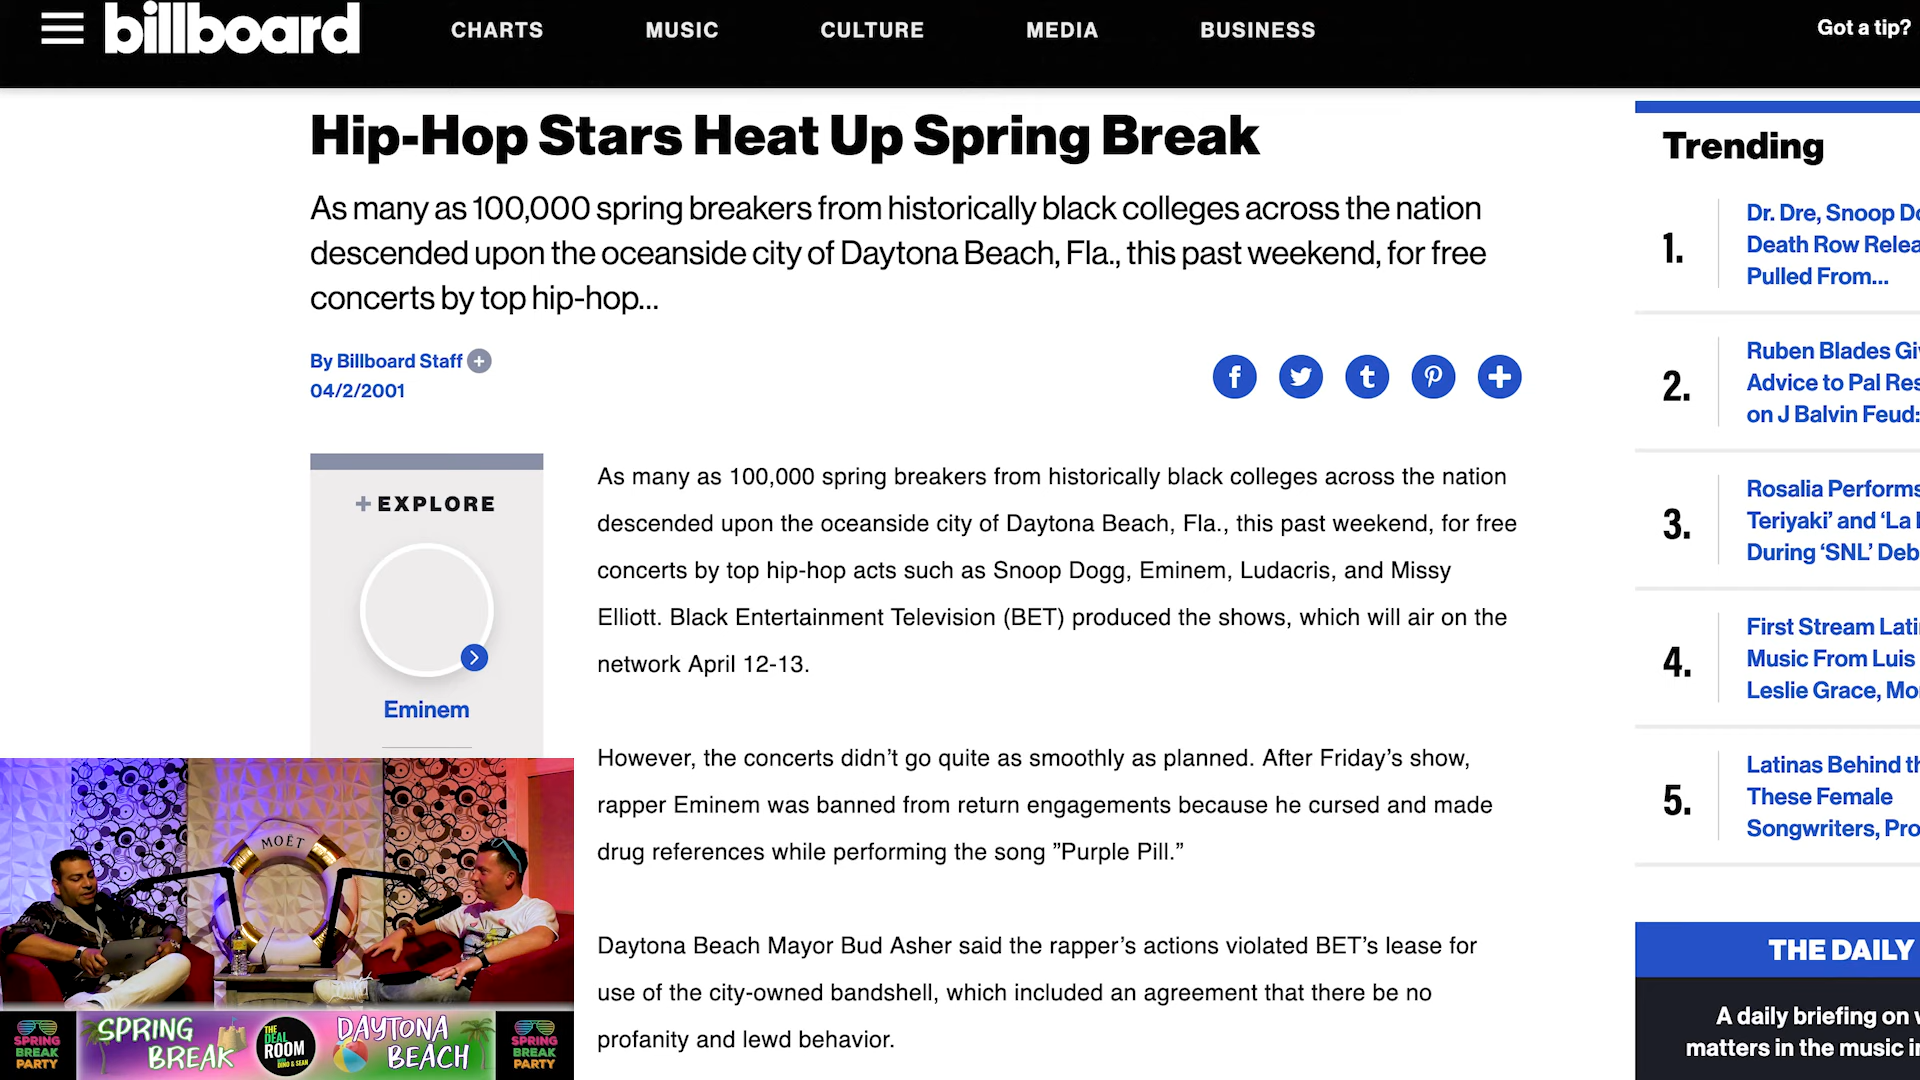 billboard
CHARTS
MUSIC
CULTURE
MEDIA
BUSINESS
Got a tip?
Hip-Hop Stars Heat Up Spring Break
As many as 100,000 spring breakers from historically black colleges across the nation
descended upon the oceanside city of Daytona Beach, Fla., this past weekend, for free
concerts by top hip-hop...
By Billboard Staff
04/2/2001
+ EXPLORE
Eminem
As many as 100,000 spring breakers from historically black colleges across the nation
descended upon the oceanside city of Daytona Beach, Fla., this past weekend, for free
concerts by top hip-hop acts such as Snoop Dogg, Eminem, Ludacris, and Missy
Elliott. Black Entertainment Television (BET) produced the shows, which will air on the
network April 12-13.
However, the concerts didn't go quite as smoothly as planned. After Friday's show,
rapper Eminem was banned from return engagements because he cursed and made
drug references while performing the song ”Purple Pill.”
Daytona Beach Mayor Bud Asher said the rapper's actions violated BET's lease for
use of the city-owned bandshell, which included an agreement that there be no
profanity and lewd behavior.
Trending
1.
Dr. Dre, Snoop
Death Row
Pulled From...
2.
Ruben Blades
Advice to Pal
on J Balvin Feud:
3.
Rosalia Performs
Teriyaki' and 'La
During 'SNL'
4.
First Stream
Music From Luis
Leslie Grace,
5.
Latinas Behind
These Female
Songwriters,
THE DAILY
A daily briefing on
matters in the music
MOËT
SPRING
BREAK
PARTY
SPRING
BREAK
THE
DEAL
ROOM
WITH
DINO & SEAN
DAYTONA
BEACH
SPRING
BREAK
PARTY